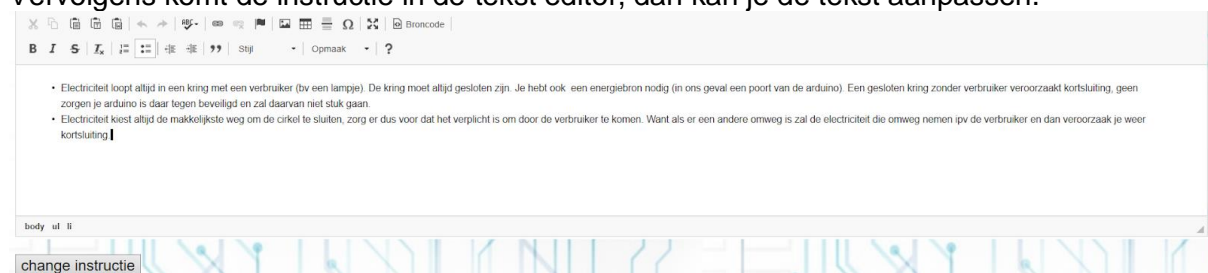 Vervolgens komt de instructie in de tekst editor, dan kan je de tekst aanpassen.
Broncode
B I S Tx Stijl Opmaak ?
• Electriciteit loopt altijd in een kring met een verbruiker (bv een lampje). De kring moet altijd gesloten zijn. Je hebt ook een energiebron nodig (in ons geval een poort van de arduino). Een gesloten kring zonder verbruiker veroorzaakt kortsluiting, geen
zorgen je arduino is daar tegen beveiligd en zal daarvan niet stuk gaan.
• Electriciteit kiest altijd de makkelijkste weg om de cirkel te sluiten, zorg er dus voor dat het verplicht is om door de verbruiker te komen. Want als er een andere omweg is zal de electriciteit die omweg nemen ipv de verbruiker en dan veroorzaak je weer
kortsluiting.
body ul li
change instructie